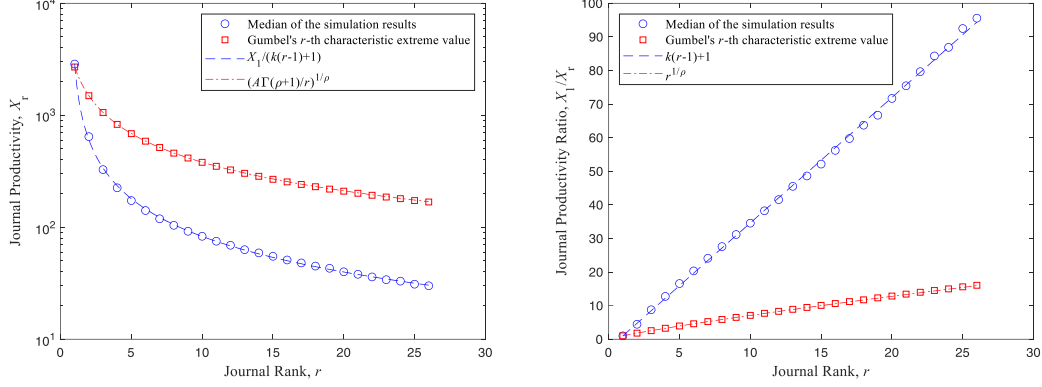 10^4
10^3
10^2
10^1
0 5 10 15 20 25 30
Journal Productivity, X_r
Journal Rank, r
Median of the simulation results
Gumbel's r-th characteristic extreme value
X_1/(k(r-1)+1)
(AΓ(ρ+1)/r)^{1/ρ}
100
90
80
70
60
50
40
30
20
10
0
0 5 10 15 20 25 30
Journal Productivity Ratio, X_1/X_r
Journal Rank, r
Median of the simulation results
Gumbel's r-th characteristic extreme value
k(r-1)+1
r^{1/ρ}